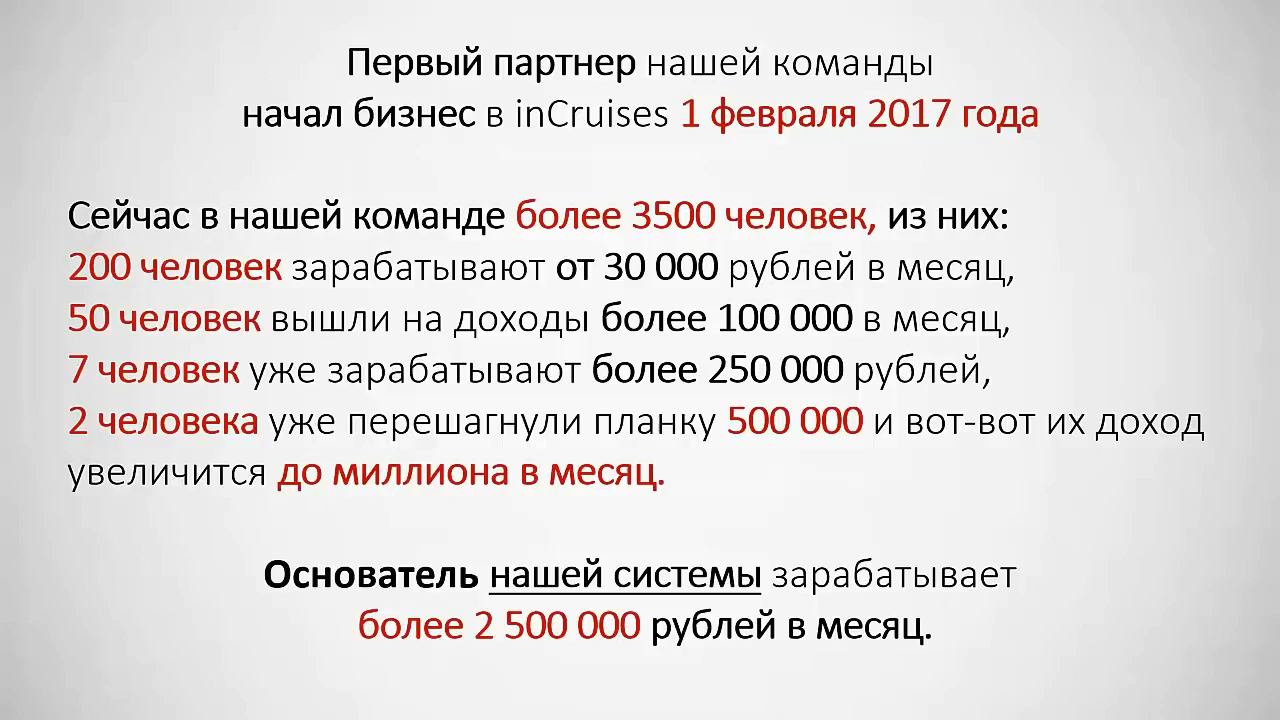 Первый партнер нашей команды
начал бизнес в inCruises 1 февраля 2017 года
Сейчас в нашей команде более 3500 человек, из них:
200 человек зарабатывают от 30 000 рублей в месяц,
50 человек вышли на доходы более 100 000 в месяц,
7 человек уже зарабатывают более 250 000 рублей,
2 человека уже перешагнули планку 500 000 и вот-вот их доход
увеличится до миллиона в месяц.
Основатель нашей системы зарабатывает
более 2 500 000 рублей в месяц.